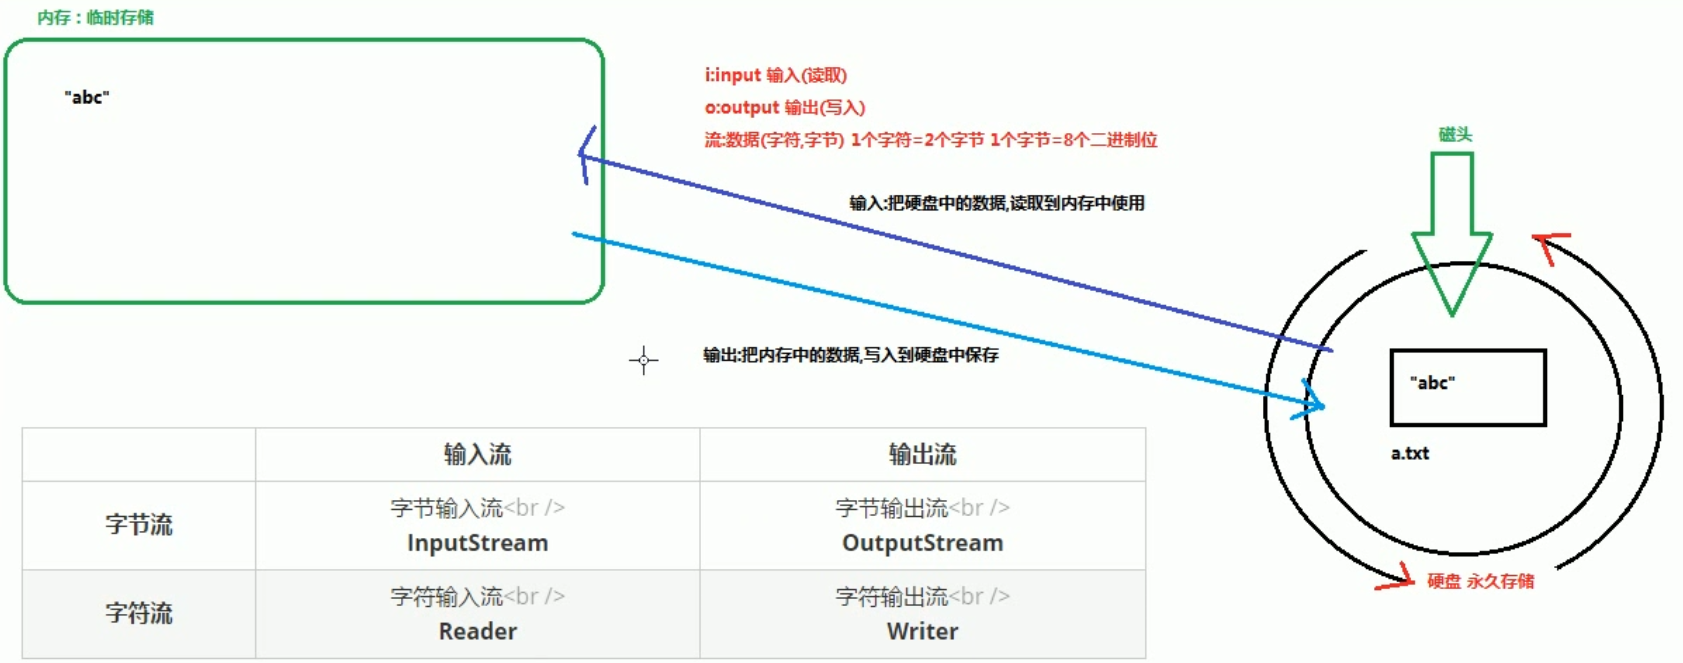 内存：临时存储
"abc"
i:input 输入(读取)
o:output 输出(写入)
流:数据(字符,字节) 1个字符=2个字节 1个字节=8个二进制位
磁头
输入:把硬盘中的数据,读取到内存中使用
输出:把内存中的数据,写入到硬盘中保存
"abc"
a.txt
硬盘 永久存储
输入流 输出流
字节流
字节输入流<br />
InputStream
字节输出流<br />
OutputStream
字符流
字符输入流<br />
Reader
字符输出流<br />
Writer